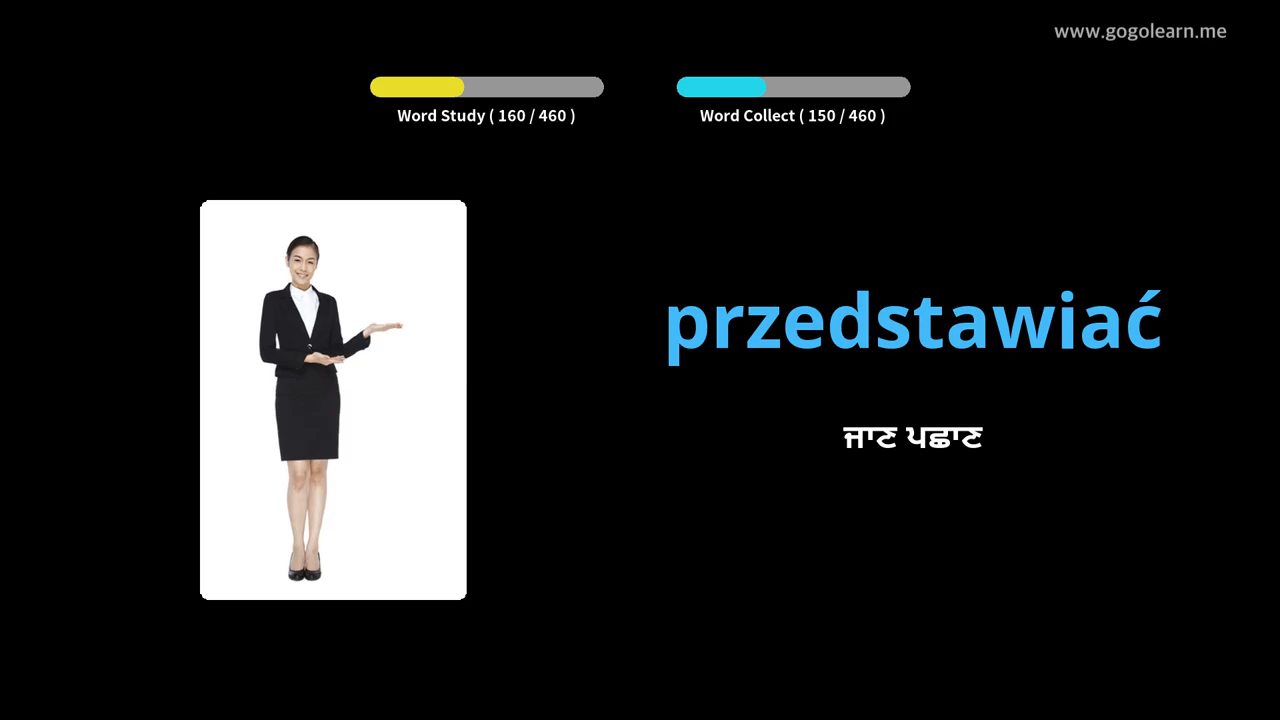 www.gogolearn.me
Word Study ( 160 / 460 )
Word Collect ( 150 / 460 )
przedstawiać
ਜਾਣ ਪਛਾਣ